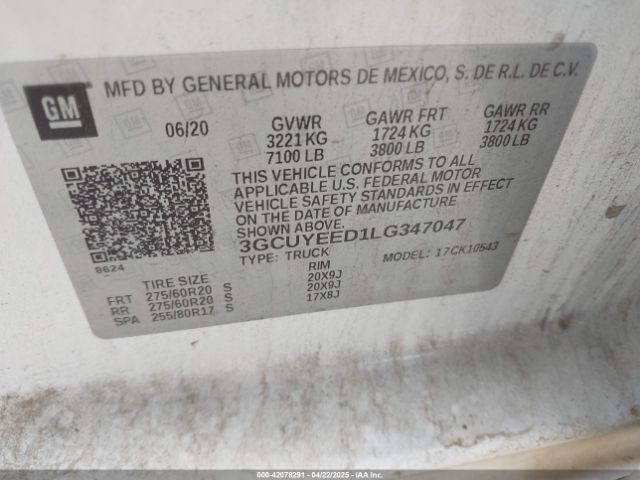 GM
MFD BY GENERAL MOTORS DE MEXICO, S. DE R.L. DE C.V.
06/20
GVWR GAWR FRT GAWR RR
3221 KG 1724 KG 1724 KG
7100 LB 3800 LB 3800 LB
THIS VEHICLE CONFORMS TO ALL
APPLICABLE U.S. FEDERAL MOTOR
VEHICLE SAFETY STANDARDS IN EFFECT
ON THE DATE OF MANUFACTURE
SHOWN ABOVE.
3GCUYEED1LG347047
8624
TYPE: TRUCK MODEL: 17CK10543
TIRE SIZE RIM
FRT 275/60R20 S 20X9J
RR 275/60R20 S 20X9J
SPA 255/80R17 S 17X8J
000-42078291 - 04/22/2025 - IAAI.COM